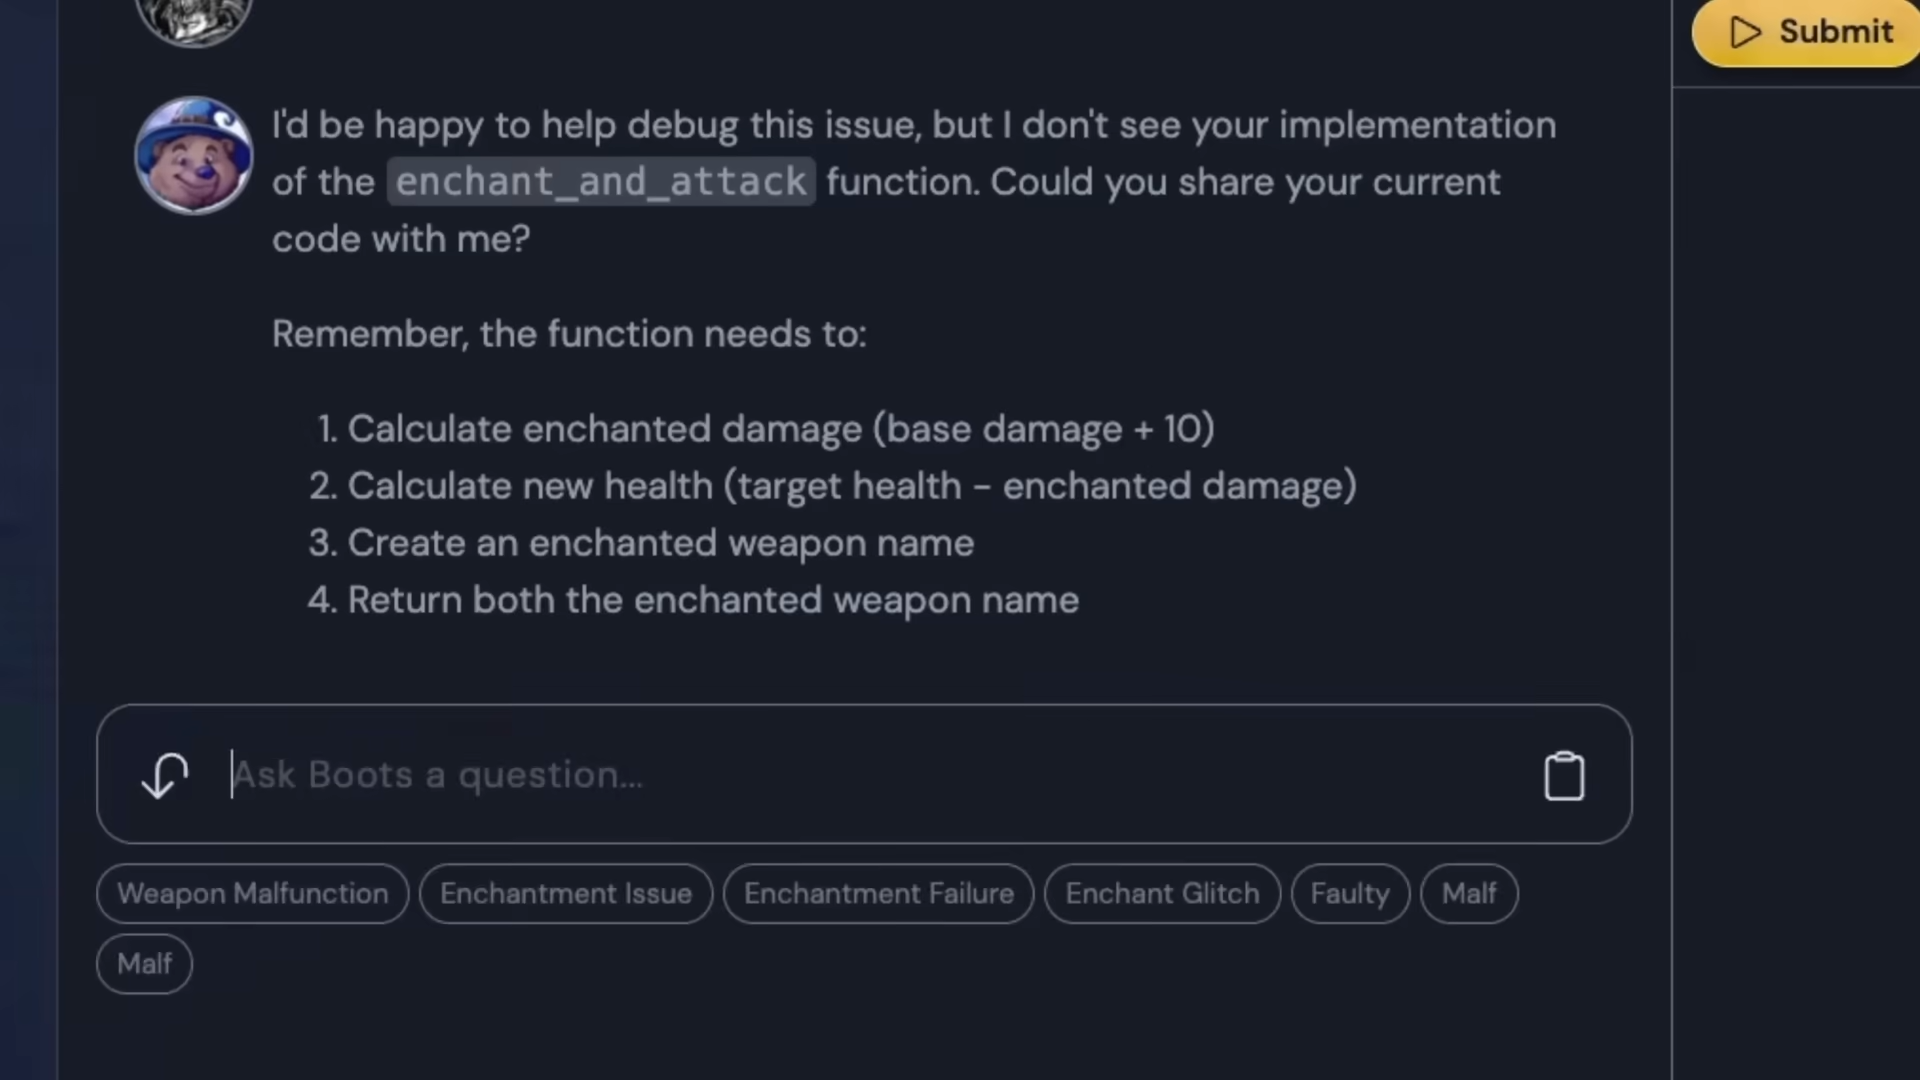 Submit
I'd be happy to help debug this issue, but I don't see your implementation
of the enchant_and_attack function. Could you share your current
code with me?
Remember, the function needs to:
1. Calculate enchanted damage (base damage + 10)
2. Calculate new health (target health - enchanted damage)
3. Create an enchanted weapon name
4. Return both the enchanted weapon name
Ask Boots a question...
Weapon Malfunction Enchantment Issue Enchantment Failure Enchant Glitch Faulty Malf
Malf